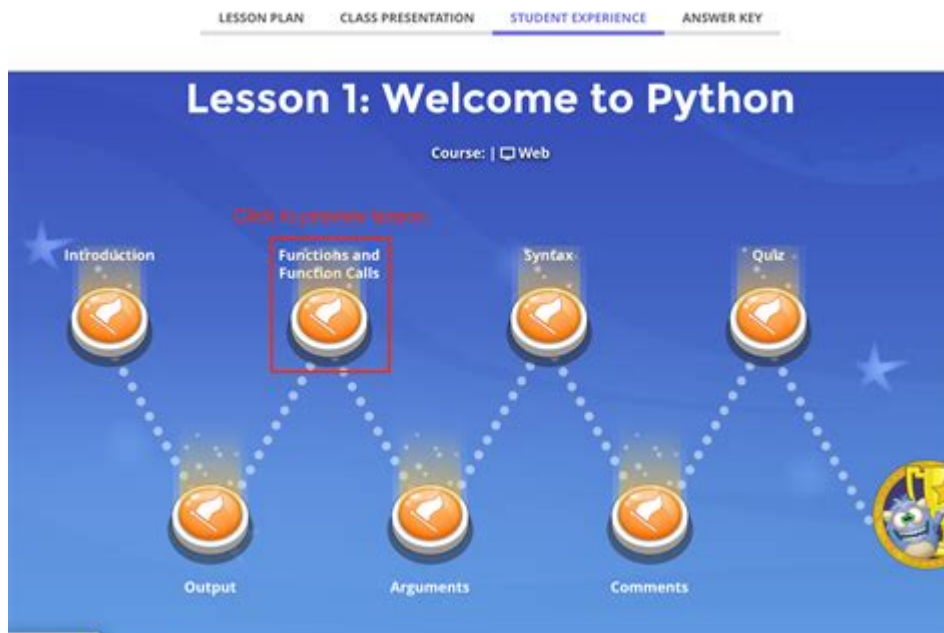 LESSON PLAN CLASS PRESENTATION STUDENT EXPERIENCE ANSWER KEY
Lesson 1: Welcome to Python
Course: | Web
Click to preview lesson
Introduction
Functions and
Function Calls
Syntax
Quiz
Output
Arguments
Comments